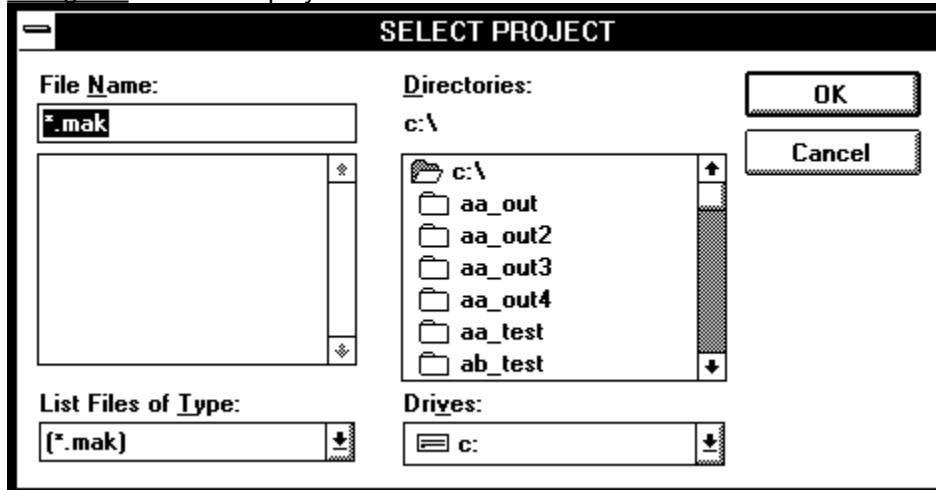 SELECT PROJECT
File Name:
*.mak
Directories:
c:\
OK
Cancel
c:\
aa_out
aa_out2
aa_out3
aa_out4
aa_test
ab_test
List Files of Type:
(*.mak)
Drives:
c: